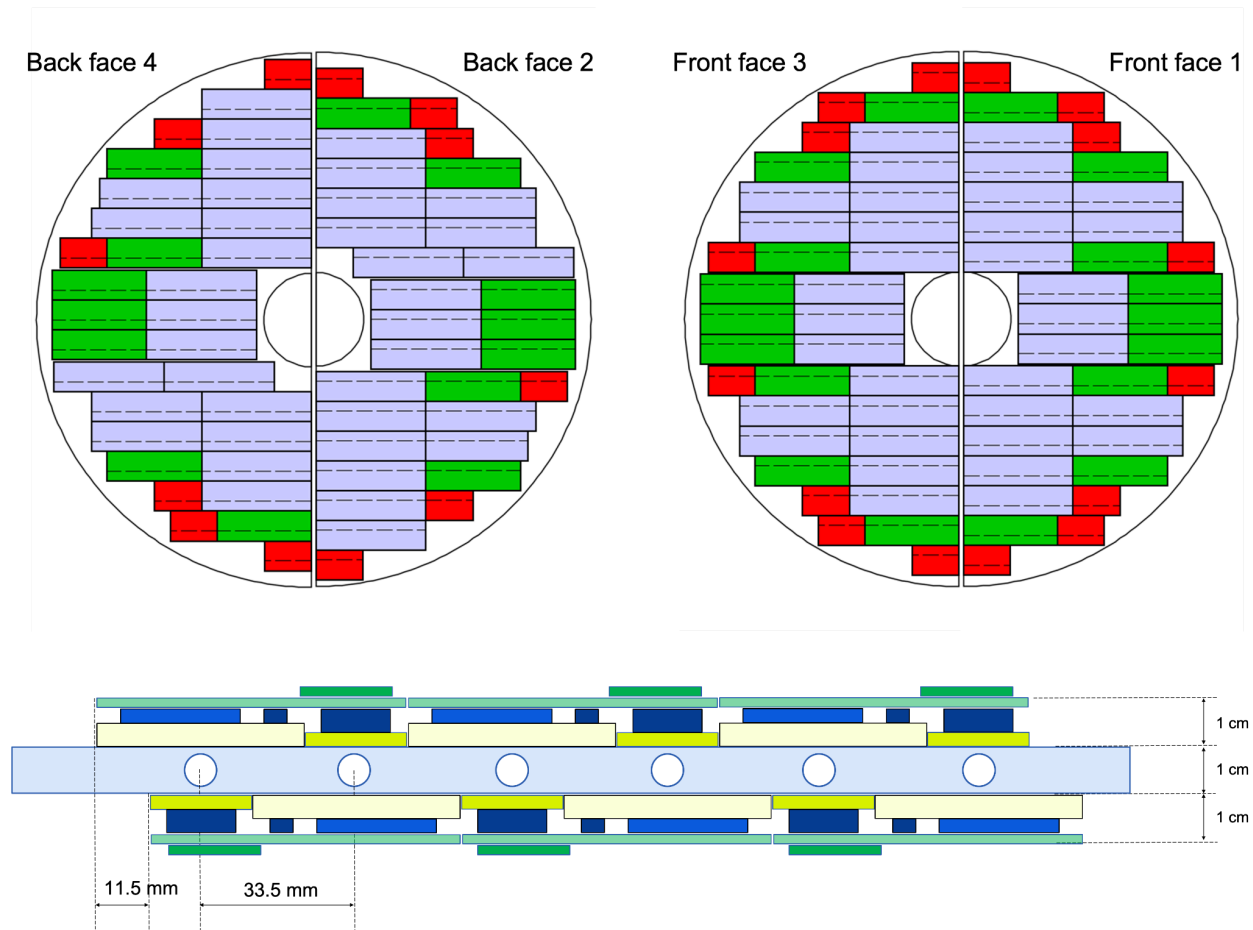 Back face 4
Back face 2
Front face 3
Front face 1
1 cm
1 cm
1 cm
11.5 mm
33.5 mm